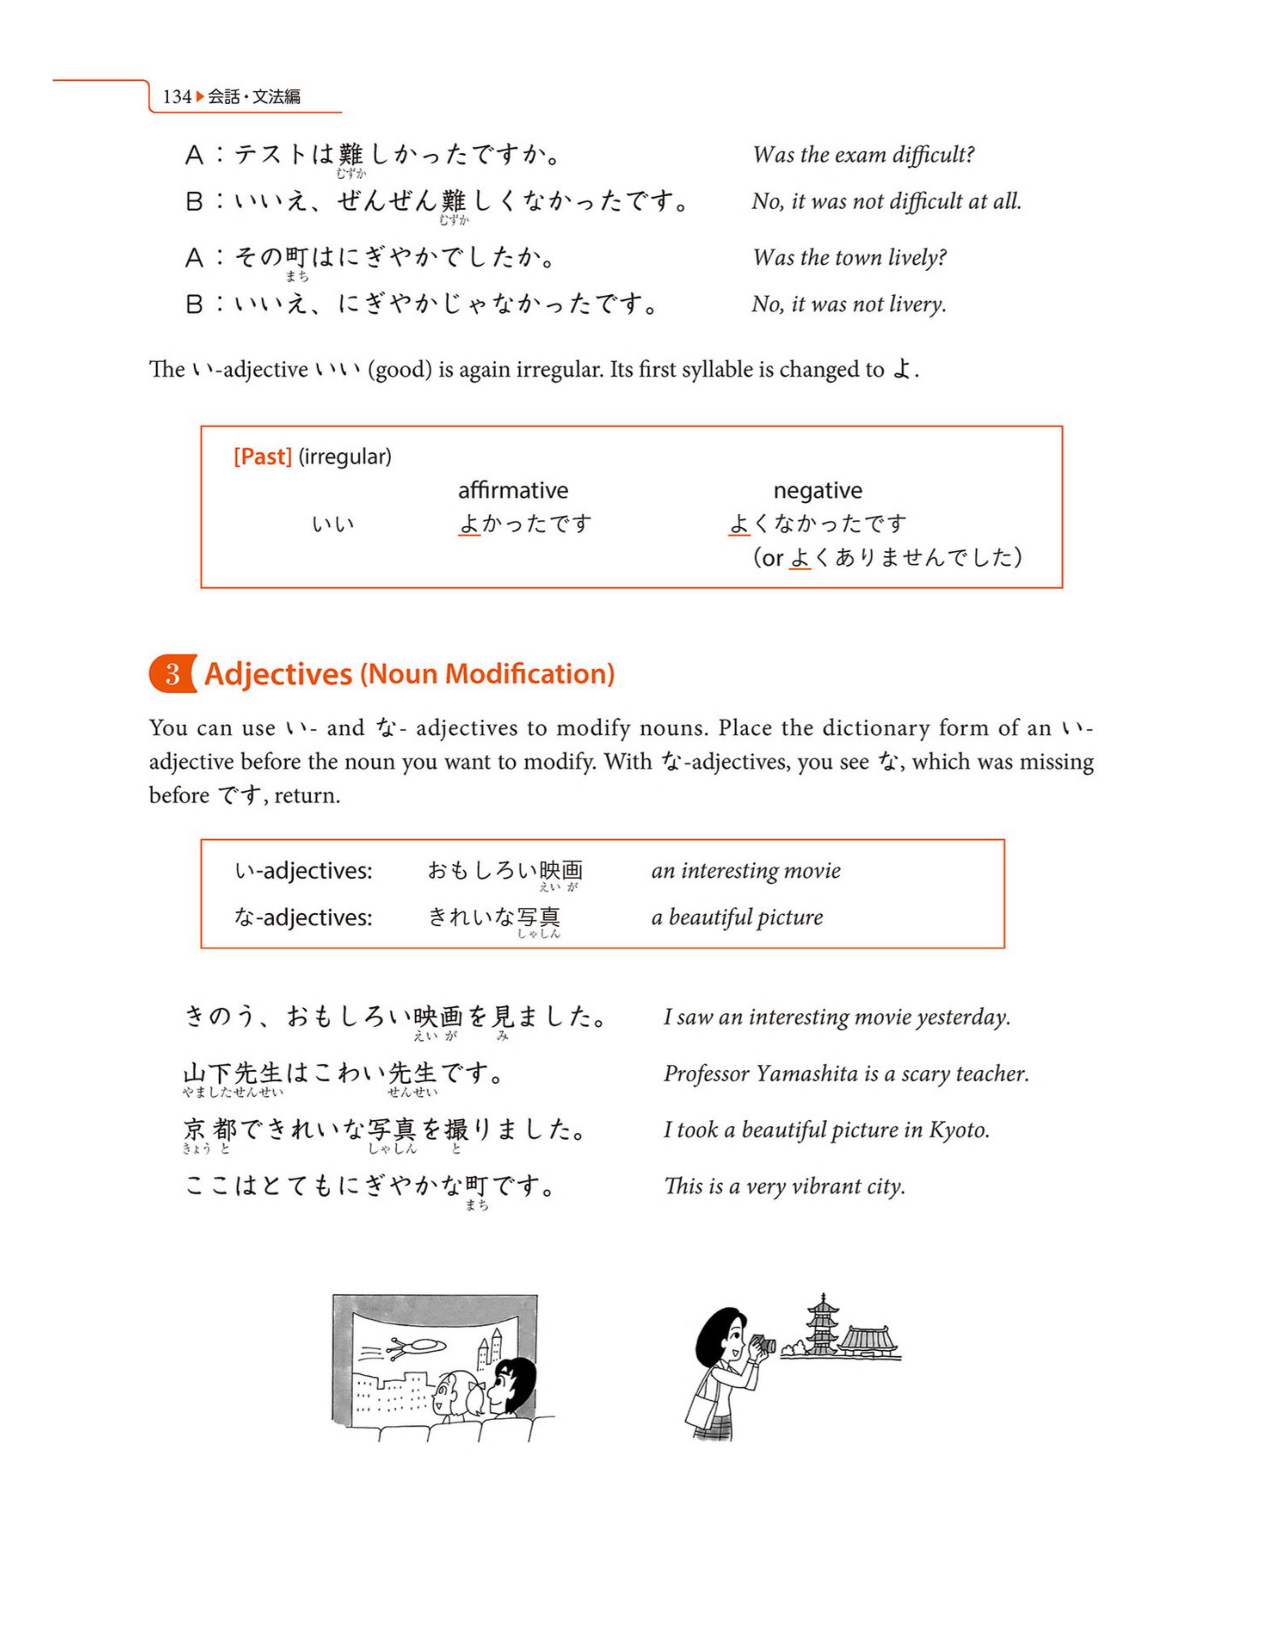 134▶会話・文法編
A：テストは難しかったですか。 Was the exam difficult?
むずか
B：いいえ、ぜんぜん難しくなかったです。 No, it was not difficult at all.
むずか
A：その町はにぎやかでしたか。 Was the town lively?
まち
B：いいえ、にぎやかじゃなかったです。 No, it was not livery.
The い-adjective いい (good) is again irregular. Its first syllable is changed to よ.
[Past] (irregular)
affirmative negative
いい よかったです よくなかったです
(or よくありませんでした)
3 Adjectives (Noun Modification)
You can use い- and な- adjectives to modify nouns. Place the dictionary form of an い-
adjective before the noun you want to modify. With な-adjectives, you see な, which was missing
before です, return.
い-adjectives: おもしろい映画 an interesting movie
えい が
な-adjectives: きれいな写真 a beautiful picture
しゃしん
きのう、おもしろい映画を見ました。 I saw an interesting movie yesterday.
えい が み
山下先生はこわい先生です。 Professor Yamashita is a scary teacher.
やましたせんせい せんせい
京都できれいな写真を撮りました。 I took a beautiful picture in Kyoto.
きょう と しゃしん と
ここはとてもにぎやかな町です。 This is a very vibrant city.
まち